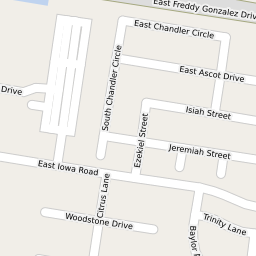 East Freddy Gonzalez Driv
East Chandler Circle
South Chandler Circle
East Ascot Drive
Drive
Isiah Street
Ezekiel Street
Jeremiah Street
East Iowa Road
Citrus Lane
Woodstone Drive
Trinity Lane
Baylor